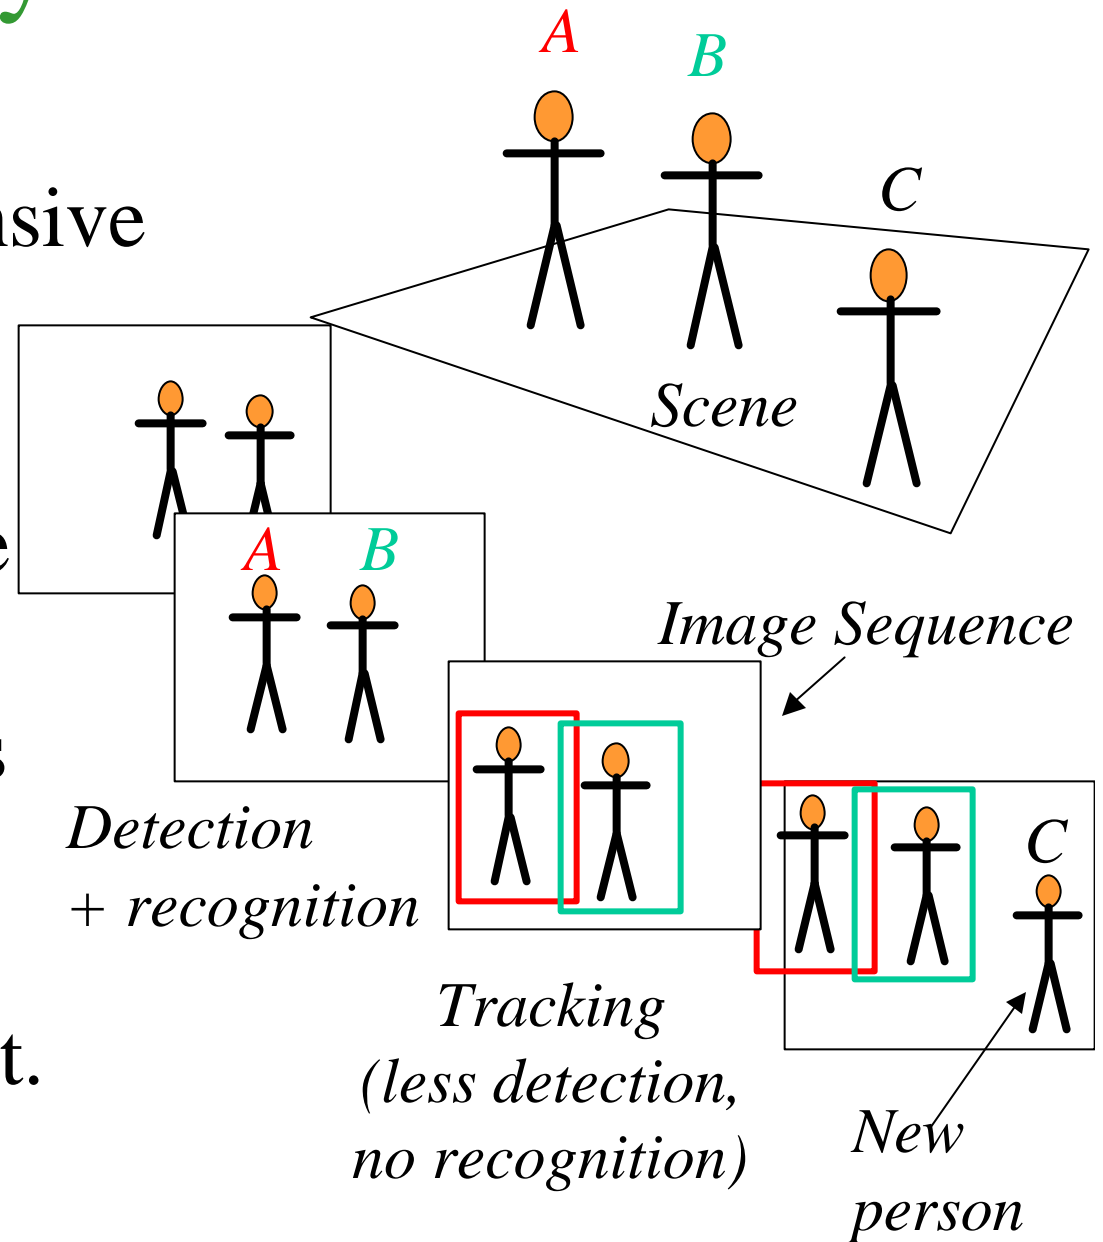 A
B
C
Scene
A
B
Image Sequence
Detection
+ recognition
C
Tracking
(less detection,
no recognition)
New
person